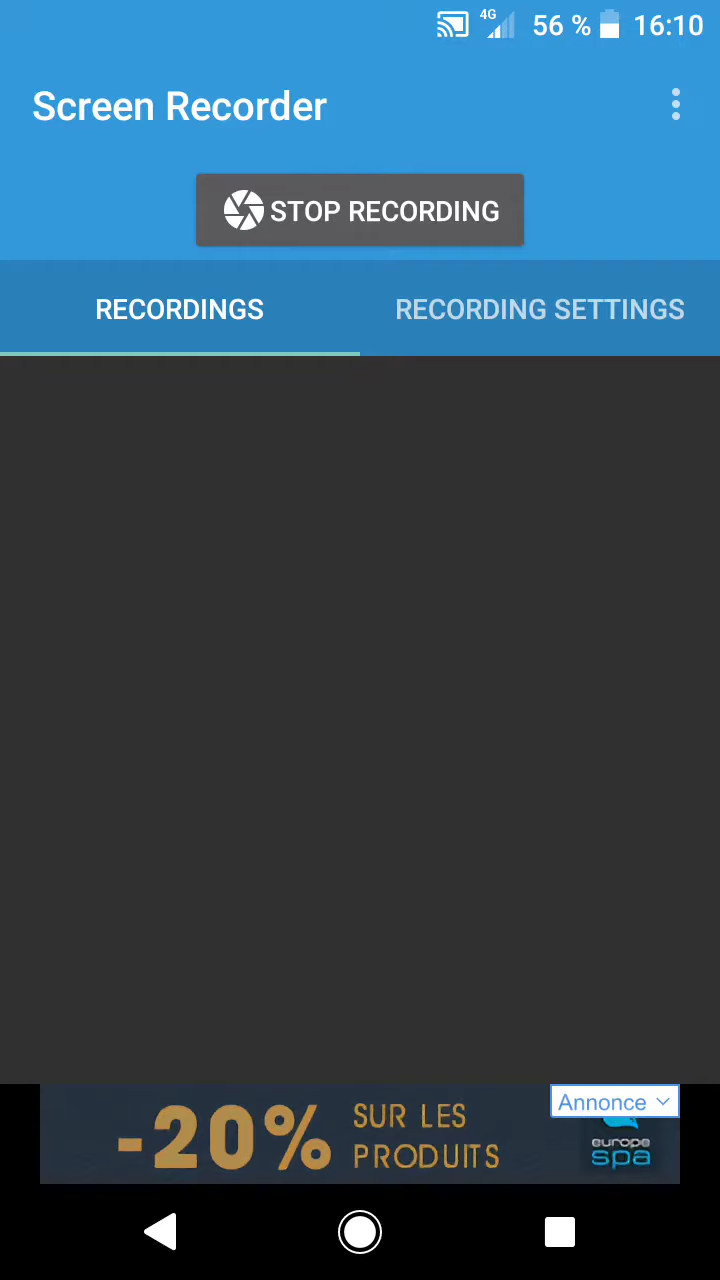 4G 56 % 16:10
Screen Recorder
STOP RECORDING
RECORDINGS RECORDING SETTINGS
Annonce
-20% SUR LES
PRODUITS
europe
spa